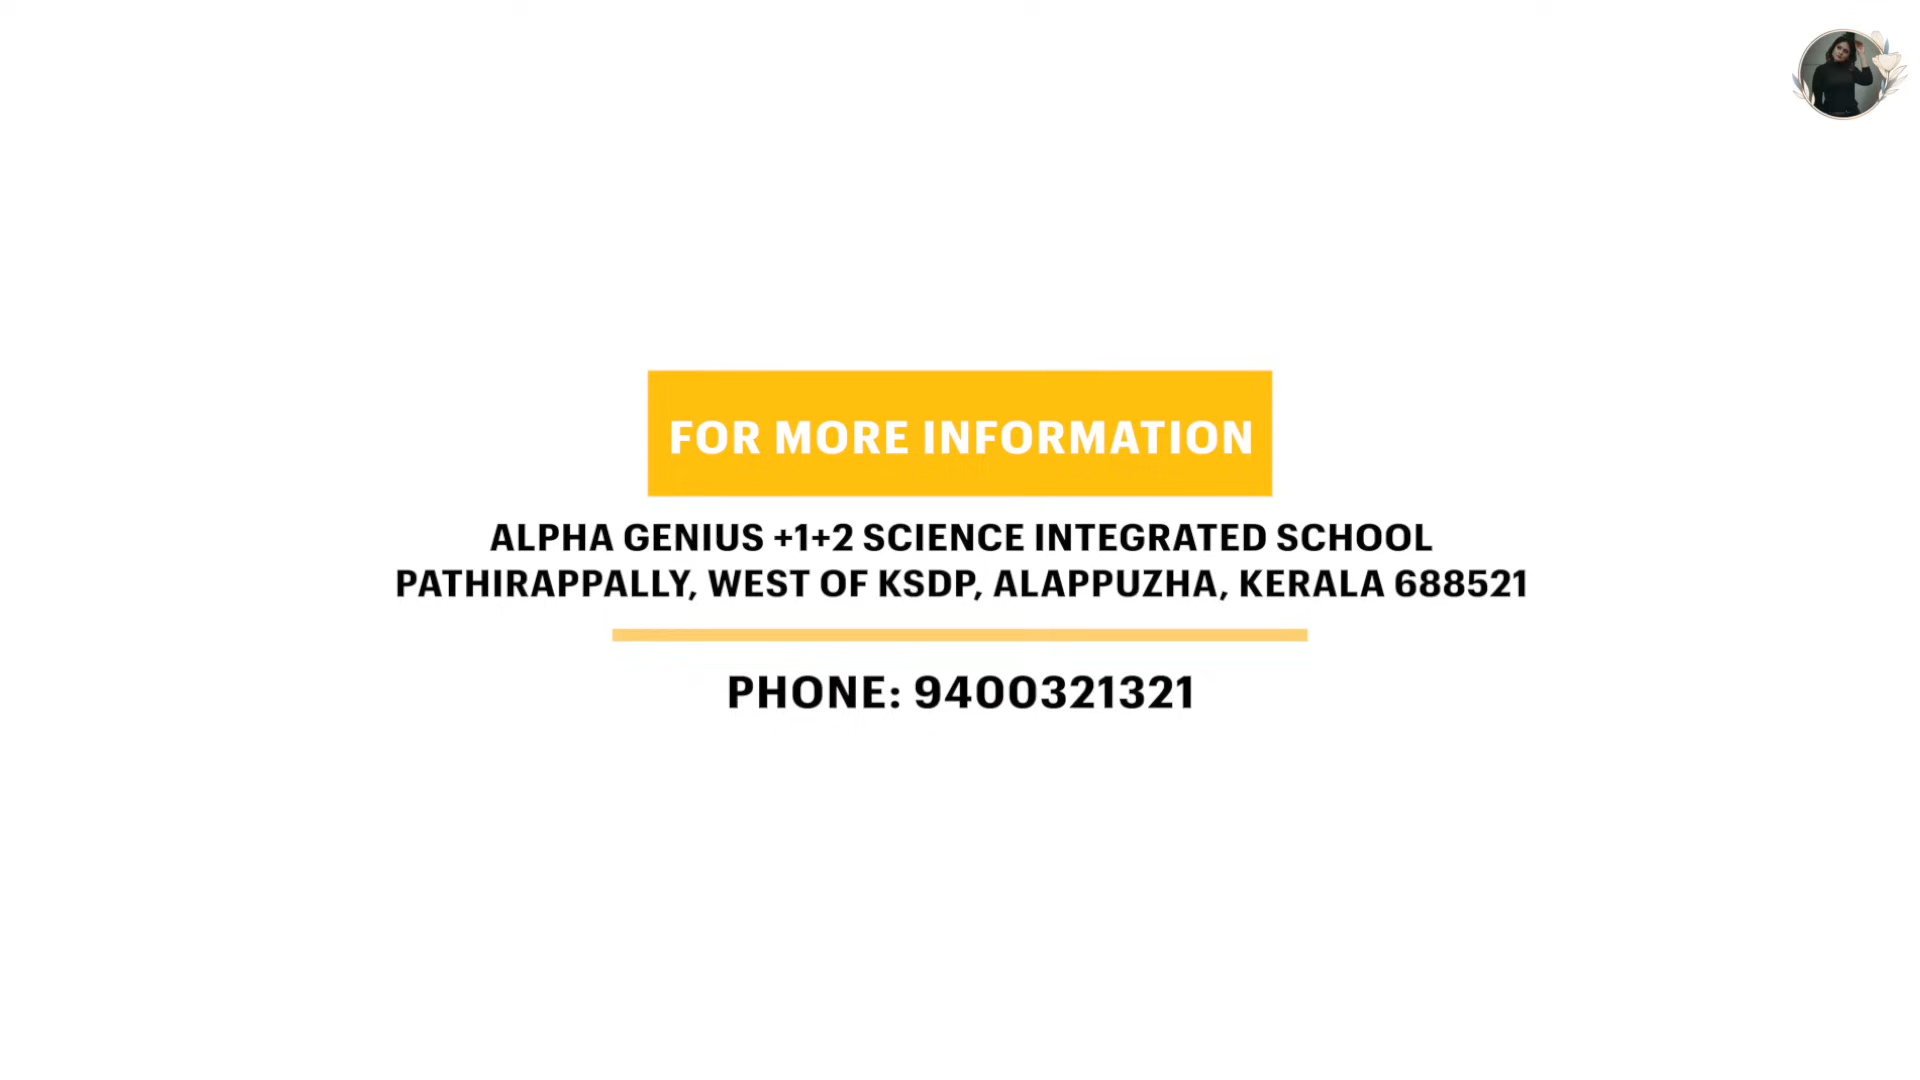 FOR MORE INFORMATION
ALPHA GENIUS +1+2 SCIENCE INTEGRATED SCHOOL
PATHIRAPPALLY, WEST OF KSDP, ALAPPUZHA, KERALA 688521
PHONE: 9400321321